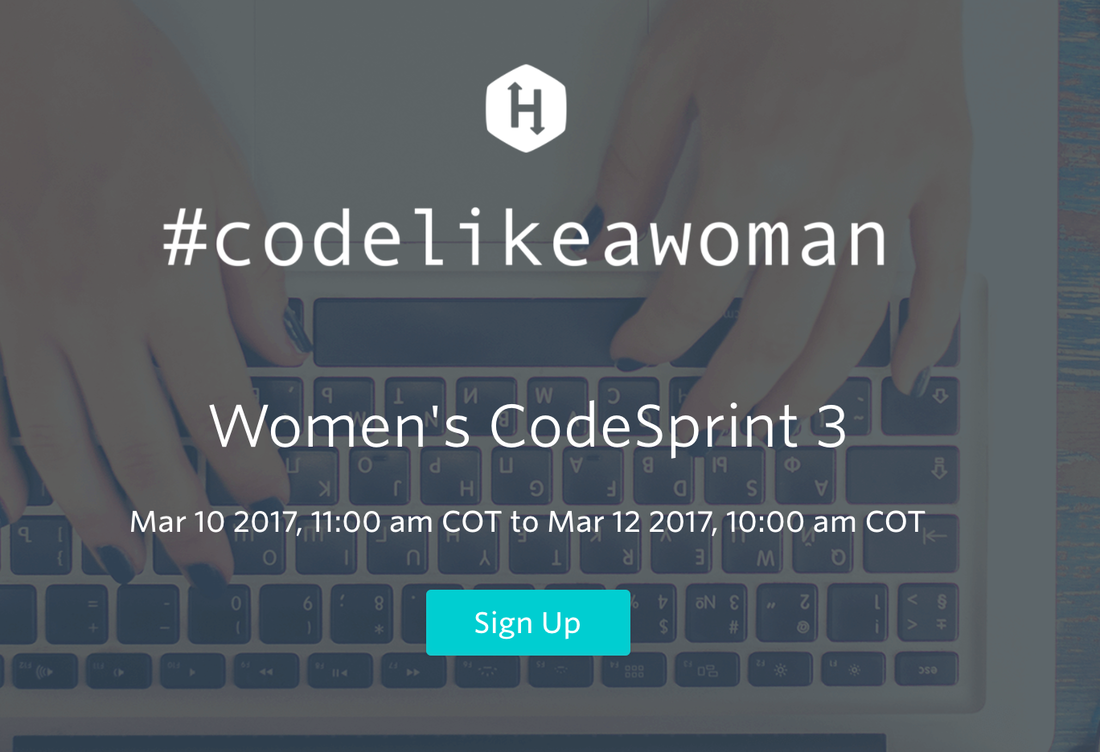 H
#codelikeawoman
Women's CodeSprint 3
Mar 10 2017, 11:00 am COT to Mar 12 2017, 10:00 am COT
Sign Up